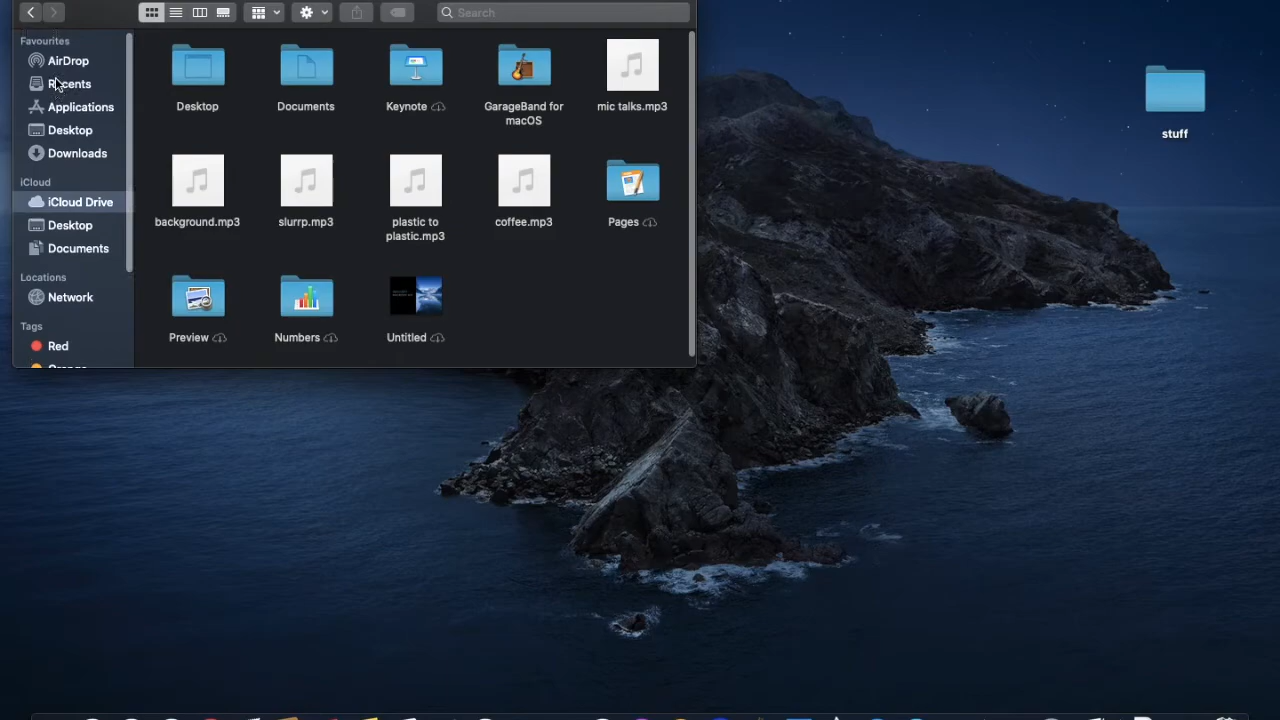 Search
Favourites
AirDrop
Recents
Applications
Desktop
Downloads
iCloud
iCloud Drive
Desktop
Documents
Locations
Network
Tags
Red
Orange
Desktop
Documents
Keynote
GarageBand for
macOS
mic talks.mp3
background.mp3
slurrp.mp3
plastic to
plastic.mp3
coffee.mp3
Pages
Preview
Numbers
Untitled
stuff